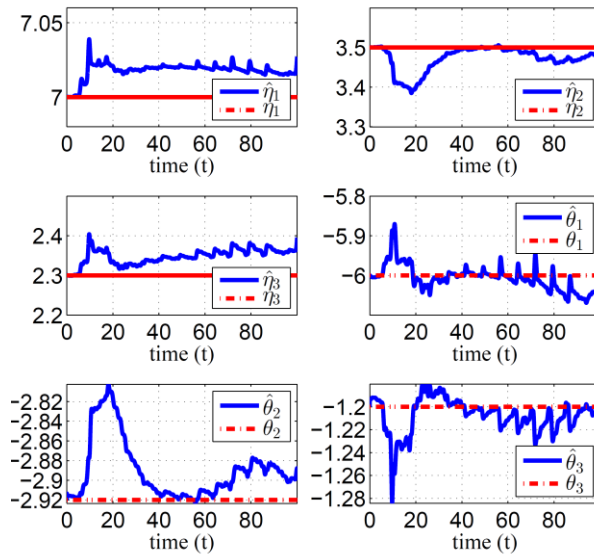 7.05
7
η̂1
η1
0 20 40 60 80
time (t)
3.5
3.4
3.3
η̂2
η2
0 20 40 60 80
time (t)
2.4
2.3
2.2
η̂3
η3
0 20 40 60 80
time (t)
−5.8
−5.9
−6
θ̂1
θ1
0 20 40 60 80
time (t)
−2.82
−2.84
−2.86
−2.88
−2.9
−2.92
θ̂2
θ2
0 20 40 60 80
time (t)
−1.2
−1.22
−1.24
−1.26
−1.28
θ̂3
θ3
0 20 40 60 80
time (t)